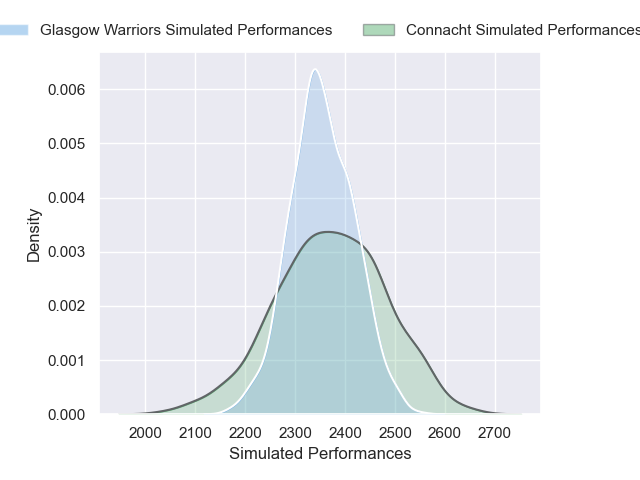 Glasgow Warriors Simulated Performances Connacht Simulated Performances
0.006
0.005
0.004
0.003
0.002
0.001
0.000
Density
2000 2100 2200 2300 2400 2500 2600 2700
Simulated Performances